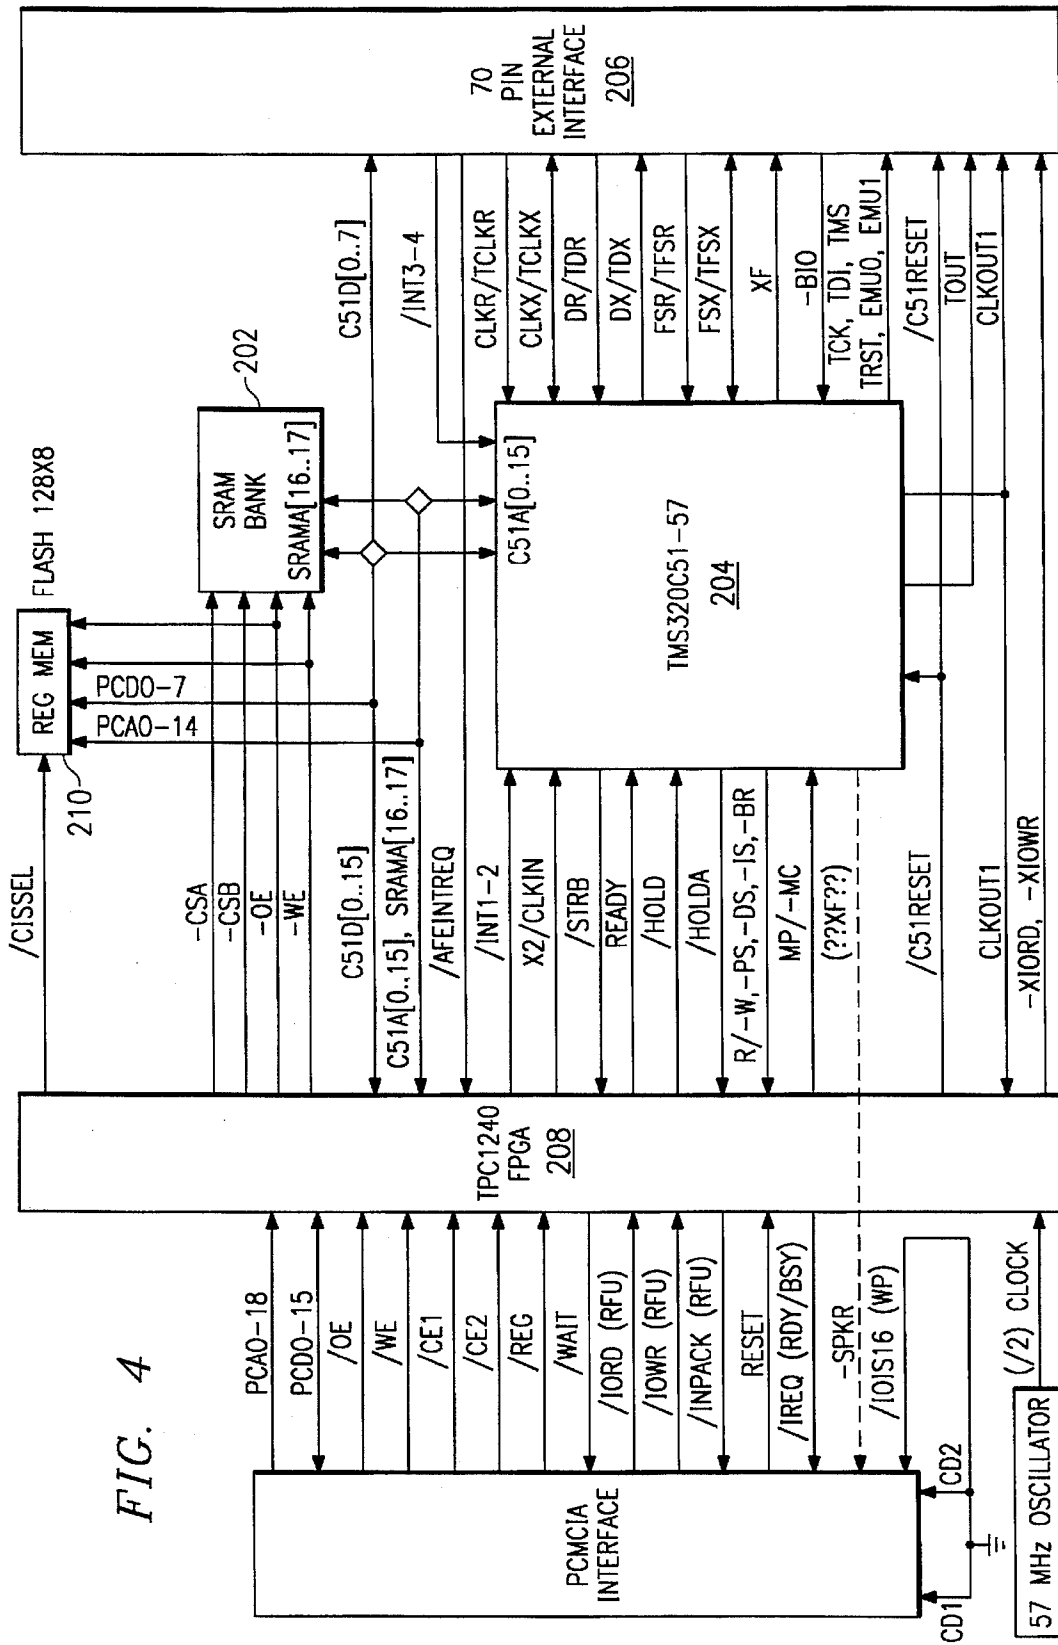 FIG. 4
PCMCIA
INTERFACE
CD1
CD2
57 MHz OSCILLATOR
(/2) CLOCK
PCA0-18
PCD0-15
/OE
/WE
/CE1
/CE2
/REG
/WAIT
/IORD (RFU)
/IOWR (RFU)
/INPACK (RFU)
RESET
/IREQ (RDY/BSY)
-SPKR
/IOIS16 (WP)
TPC1240
FPGA
208
/CISSEL
210
REG MEM
FLASH 128X8
PCD0-7
PCA0-14
-CSA
-CSB
-OE
-WE
SRAM
BANK
SRAMA[16..17]
202
C51D[0..15]
C51A[0..15], SRAMA[16..17]
/AFEINTREQ
/INT1-2
X2/CLKIN
/STRB
READY
/HOLD
/HOLDA
R/-W,-PS,-DS,-IS,-BR
MP/-MC
(??XF??)
/C51RESET
CLKOUT1
-XIORD, -XIOWR
C51A[0..15]
TMS320C51-57
204
C51D[0..7]
/INT3-4
CLKR/TCLKR
CLKX/TCLKX
DR/TDR
DX/TDX
FSR/TFSR
FSX/TFSX
XF
-BIO
TCK, TDI, TMS
TRST, EMU0, EMU1
/C51RESET
TOUT
CLKOUT1
70
PIN
EXTERNAL
INTERFACE
206